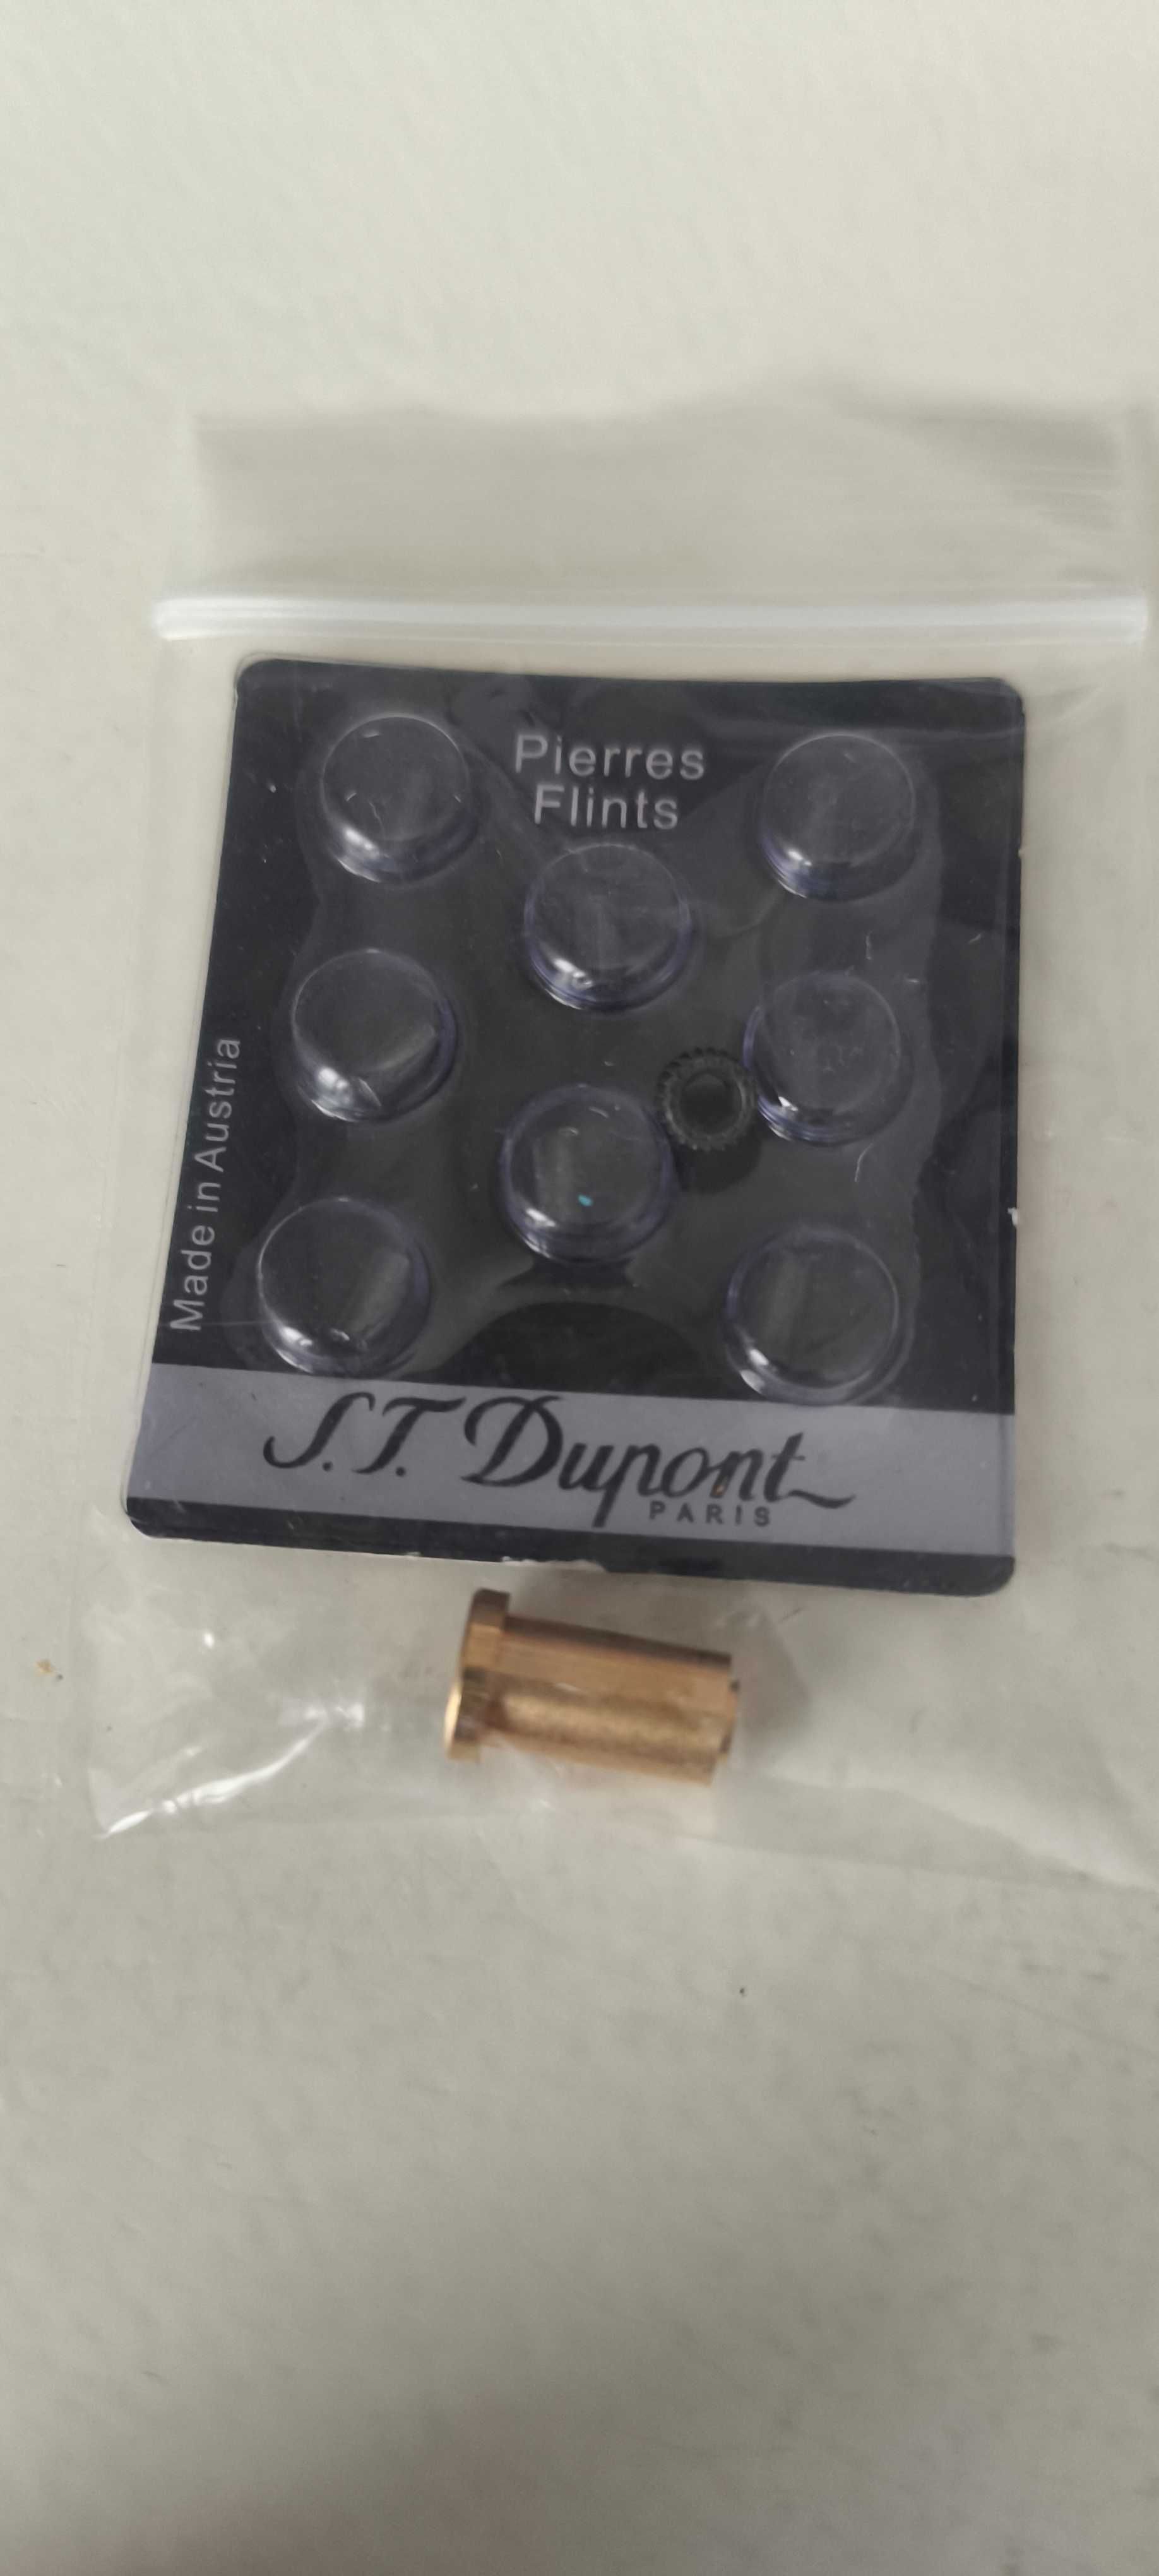 Pierres
Flints
Made in Austria
S.T. Dupont
PARIS